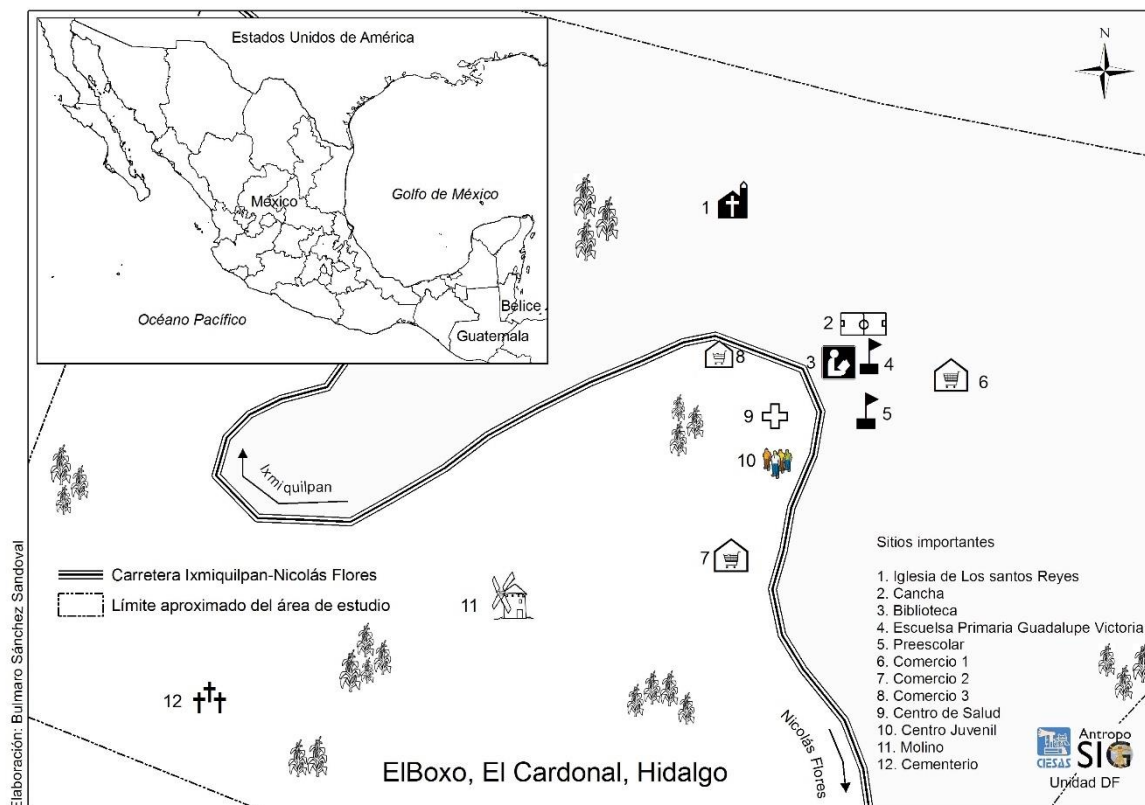 Estados Unidos de América
México
Golfo de México
Océano Pacífico
Belice
Guatemala
N
1
2
3
4
5
6
7
8
9
10
11
12
Ixmiquilpan
Nicolás Flores
Carretera Ixmiquilpan-Nicolás Flores
Límite aproximado del área de estudio
Sitios importantes
1. Iglesia de Los santos Reyes
2. Cancha
3. Biblioteca
4. Escuelsa Primaria Guadalupe Victoria
5. Preescolar
6. Comercio 1
7. Comercio 2
8. Comercio 3
9. Centro de Salud
10. Centro Juvenil
11. Molino
12. Cementerio
ElBoxo, El Cardonal, Hidalgo
CIESAS
Antropo
SIG
Unidad DF
Elaboración: Bulmaro Sánchez Sandoval